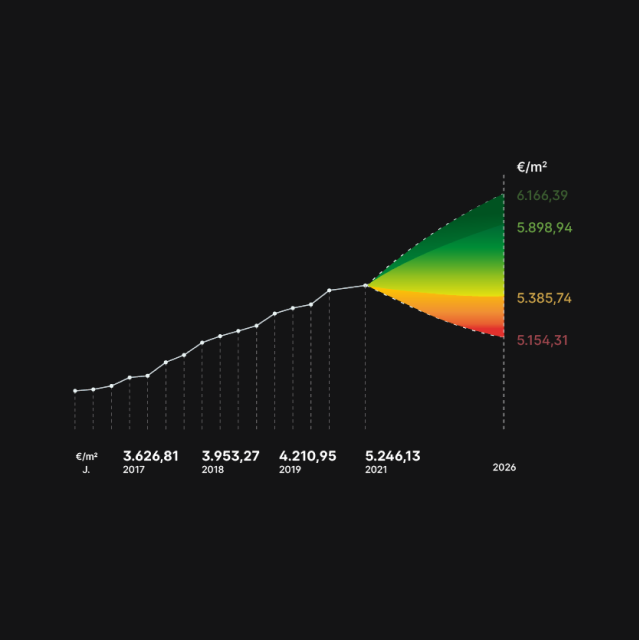 €/m²
6.166,39
5.898,94
5.385,74
5.154,31
€/m² 3.626,81 3.953,27 4.210,95 5.246,13
J. 2017 2018 2019 2021 2026